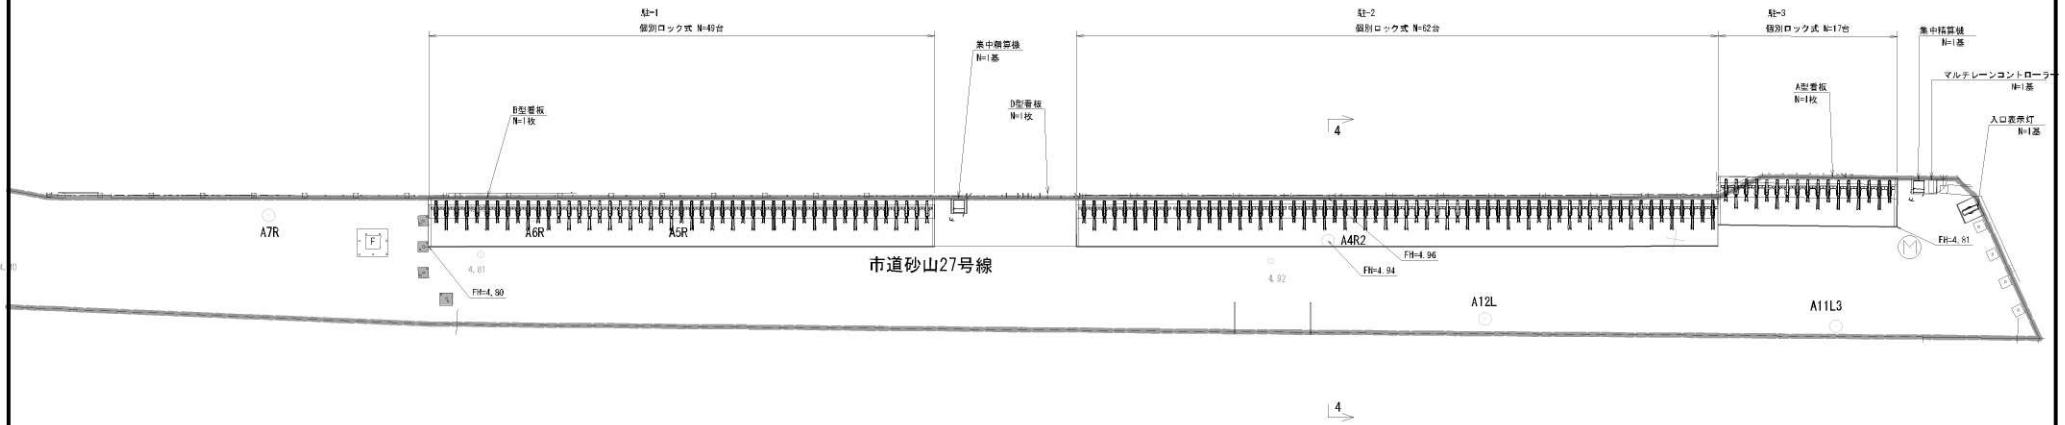 駐-1
個別ロック式 N=49台
駐-2
個別ロック式 N=62台
駐-3
個別ロック式 N=17台
集中精算機
N=1基
集中精算機
N=1基
マルチレーンコントローラー
N=1基
B型看板
N=1枚
D型看板
N=1枚
A型看板
N=1枚
入口表示灯
N=1基
4
A7R
F
A6R
A5R
A4R2
FH=4.96
FH=4.94
FH=4.81
M
市道砂山27号線
4.81
4.92
FH=4.80
A12L
A11L3
4